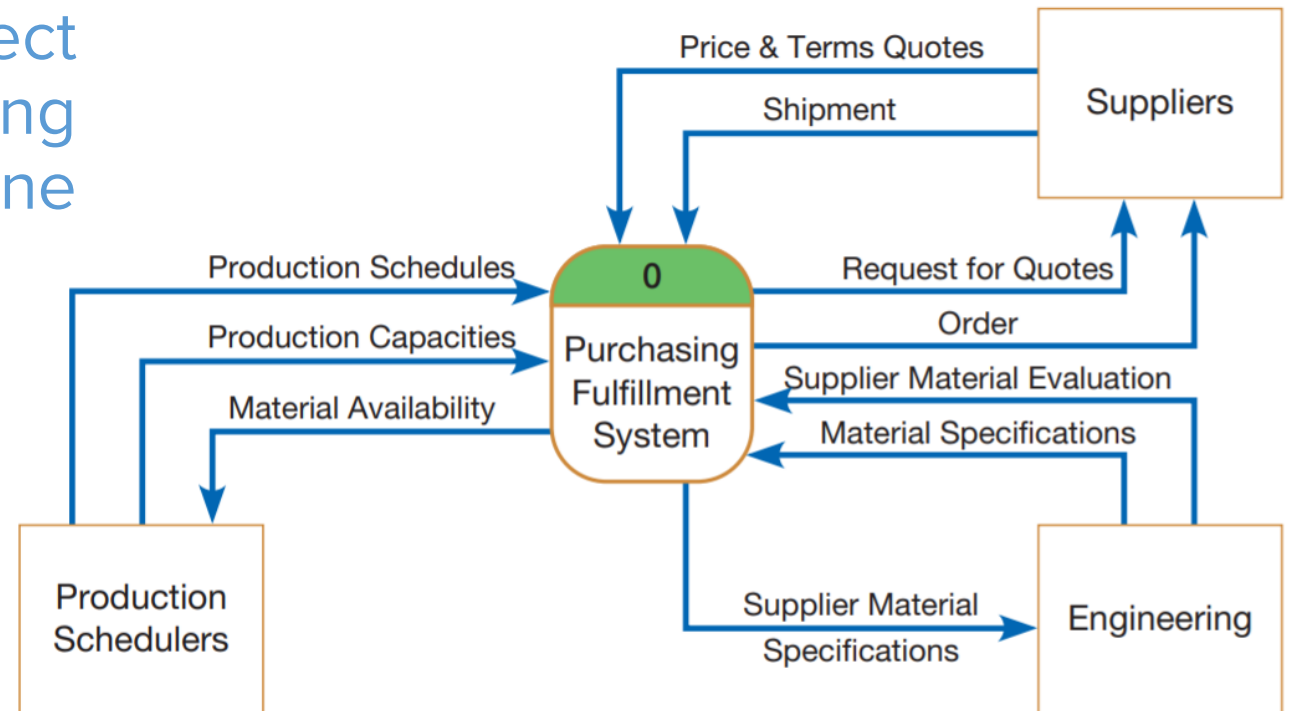 ect
ng
ne
Price & Terms Quotes
Suppliers
Shipment
Production Schedules
0
Request for Quotes
Order
Production Capacities
Purchasing
Fulfillment
System
Supplier Material Evaluation
Material Availability
Material Specifications
Production
Schedulers
Supplier Material
Specifications
Engineering